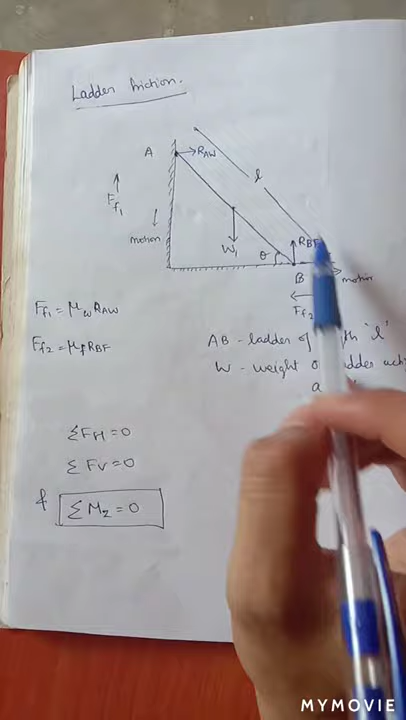 Ladder friction.
A
RAW
l
Ff1
motion
W1
θ
RBF
B
motion
Ff2
Ff1 = μw RAW
Ff2 = μf RBF
AB - ladder of 'l'
W - weight
ΣFH = 0
ΣFV = 0
& ΣMz = 0
MYMOVIE